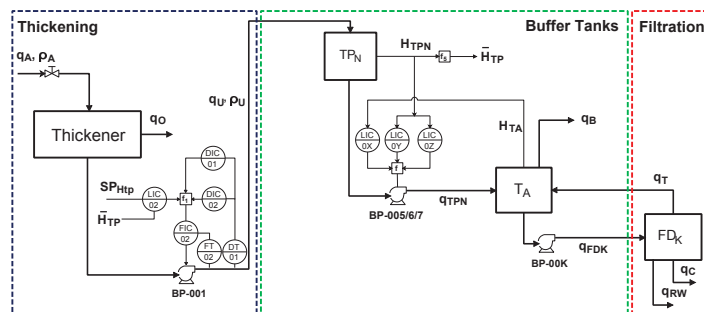 Thickening
Buffer Tanks
Filtration
qA, ρA
Thickener
qO
qU, ρU
DIC
01
SPHtp
LIC
02
f1
DIC
02
H̅TP
FIC
02
FT
02
DT
01
BP-001
TPN
HTPN
f5
H̅TP
LIC
0X
LIC
0Y
LIC
0Z
f
HTA
qB
TA
qTPN
BP-005/6/7
qFDK
BP-00K
qT
FDK
qC
qRW